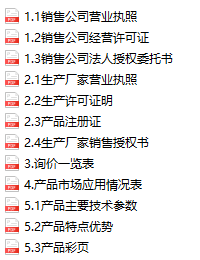 1.1销售公司营业执照
1.2销售公司经营许可证
1.3销售公司法人授权委托书
2.1生产厂家营业执照
2.2生产许可证明
2.3产品注册证
2.4生产厂家销售授权书
3.询价一览表
4.产品市场应用情况表
5.1产品主要技术参数
5.2产品特点优势
5.3产品彩页